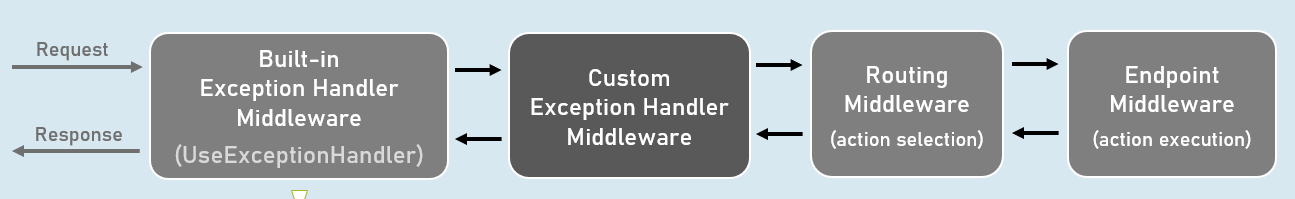 Request
Response
Built-in
Exception Handler
Middleware
(UseExceptionHandler)
Custom
Exception Handler
Middleware
Routing
Middleware
(action selection)
Endpoint
Middleware
(action execution)